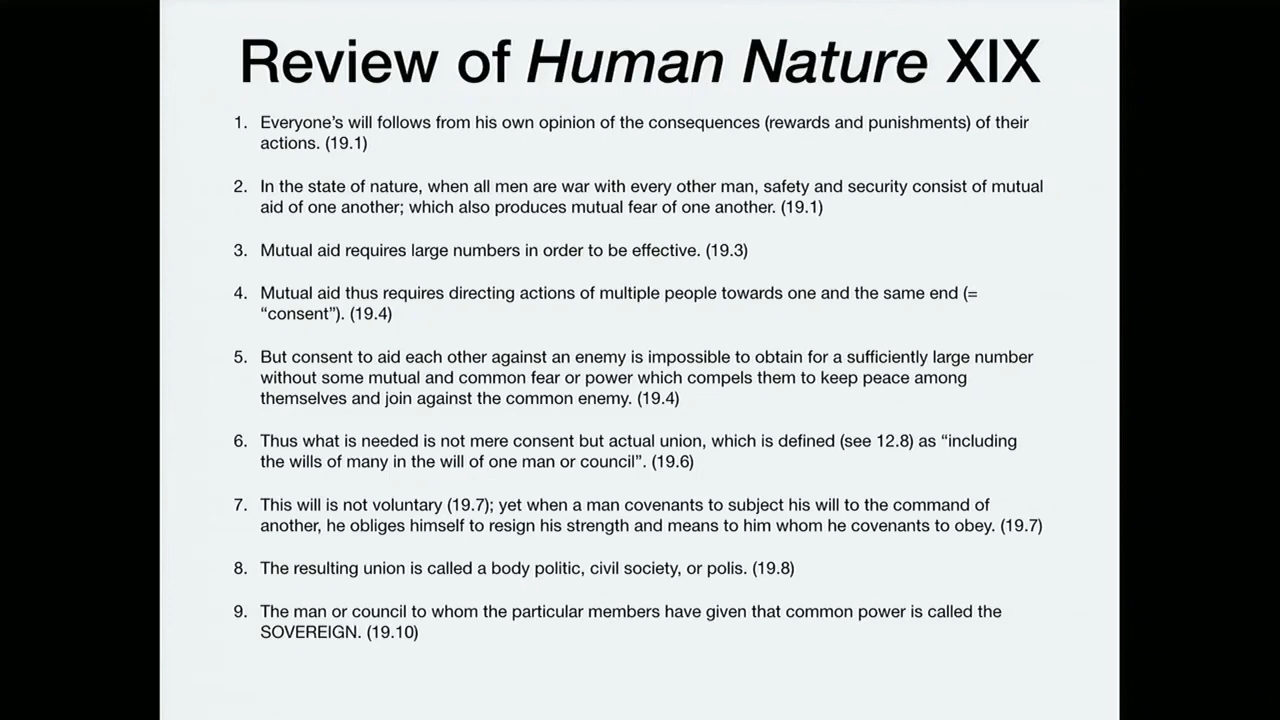 Review of Human Nature XIX
1. Everyone's will follows from his own opinion of the consequences (rewards and punishments) of their
actions. (19.1)
2. In the state of nature, when all men are war with every other man, safety and security consist of mutual
aid of one another; which also produces mutual fear of one another. (19.1)
3. Mutual aid requires large numbers in order to be effective. (19.3)
4. Mutual aid thus requires directing actions of multiple people towards one and the same end (=
“consent”). (19.4)
5. But consent to aid each other against an enemy is impossible to obtain for a sufficiently large number
without some mutual and common fear or power which compels them to keep peace among
themselves and join against the common enemy. (19.4)
6. Thus what is needed is not mere consent but actual union, which is defined (see 12.8) as “including
the wills of many in the will of one man or council”. (19.6)
7. This will is not voluntary (19.7); yet when a man covenants to subject his will to the command of
another, he obliges himself to resign his strength and means to him whom he covenants to obey. (19.7)
8. The resulting union is called a body politic, civil society, or polis. (19.8)
9. The man or council to whom the particular members have given that common power is called the
SOVEREIGN. (19.10)